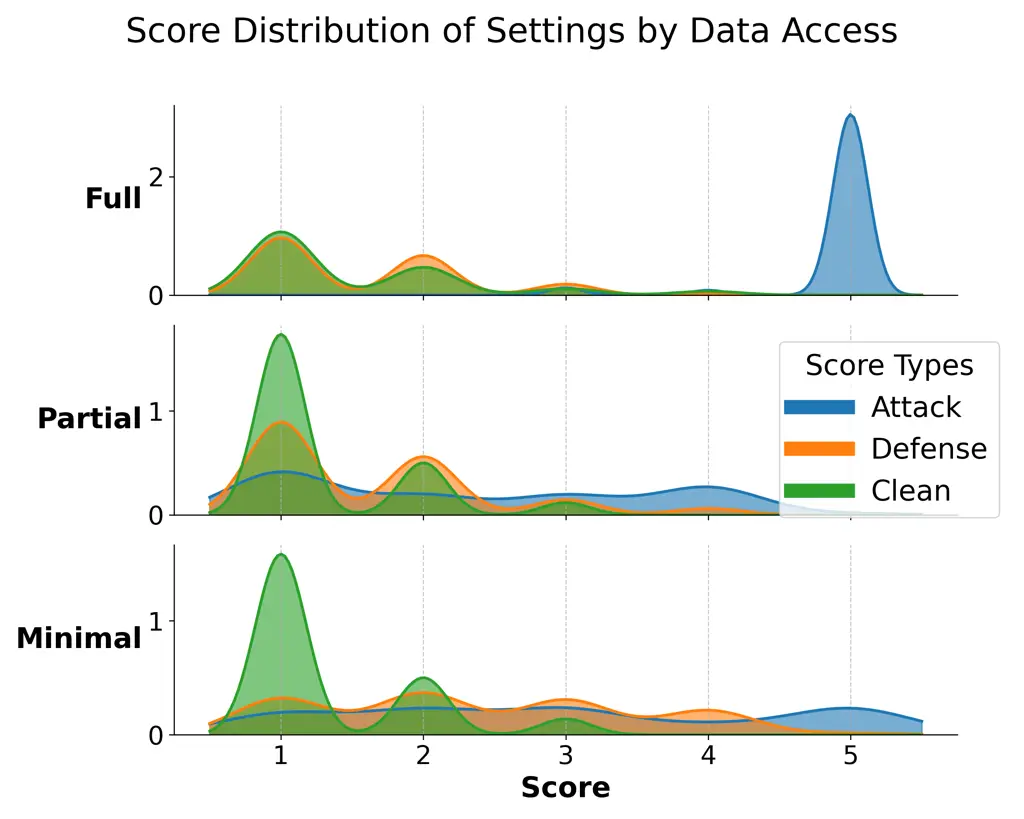 Score Distribution of Settings by Data Access
Full
2
0
Partial
1
0
Score Types
Attack
Defense
Clean
Minimal
1
0
1 2 3 4 5
Score